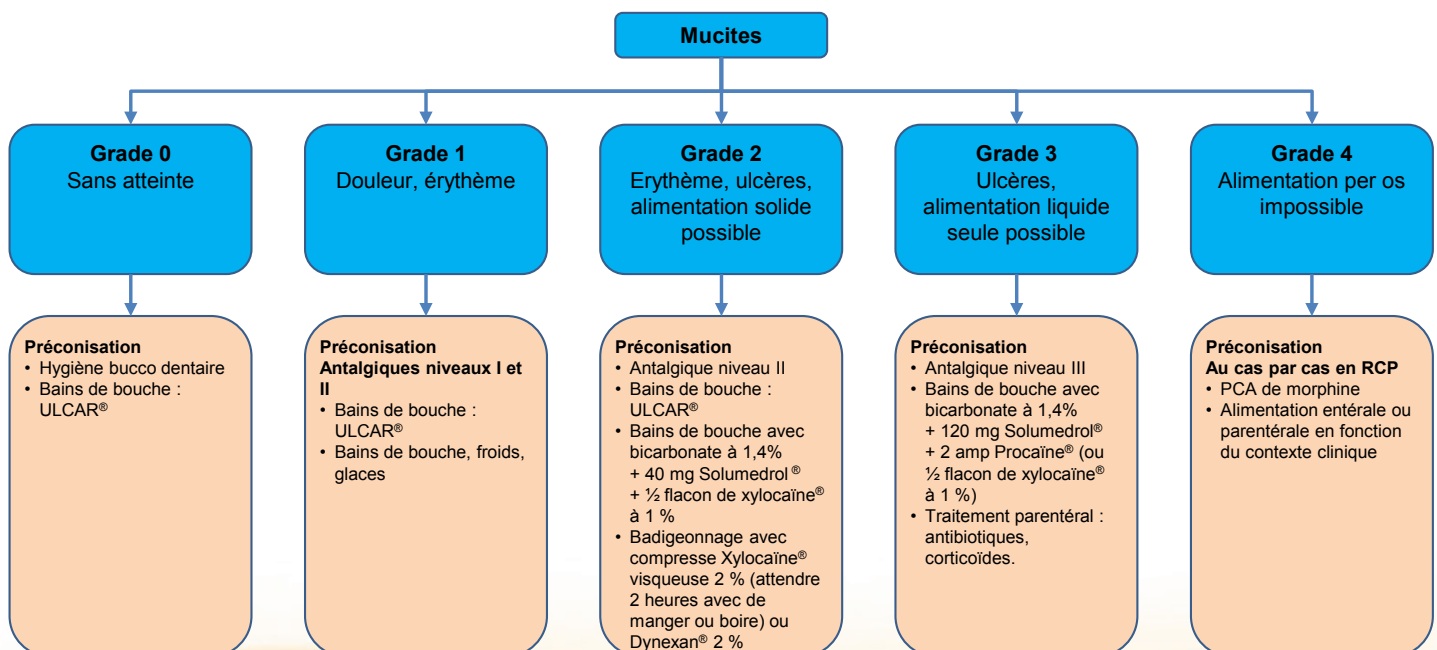 Mucites
Grade 0
Sans atteinte
Grade 1
Douleur, érythème
Grade 2
Erythème, ulcères,
alimentation solide
possible
Grade 3
Ulcères,
alimentation liquide
seule possible
Grade 4
Alimentation per os
impossible
Préconisation
• Hygiène bucco dentaire
• Bains de bouche :
ULCAR®
Préconisation
Antalgiques niveaux I et
II
• Bains de bouche :
ULCAR®
• Bains de bouche, froids,
glaces
Préconisation
• Antalgique niveau II
• Bains de bouche :
ULCAR®
• Bains de bouche avec
bicarbonate à 1,4%
+ 40 mg Solumedrol ®
+ ½ flacon de xylocaïne®
à 1 %
• Badigeonnage avec
compresse Xylocaïne®
visqueuse 2 % (attendre
2 heures avec de
manger ou boire) ou
Dynexan® 2 %
Préconisation
• Antalgique niveau III
• Bains de bouche avec
bicarbonate à 1,4%
+ 120 mg Solumedrol®
+ 2 amp Procaïne® (ou
½ flacon de xylocaïne®
à 1 %)
• Traitement parentéral :
antibiotiques,
corticoïdes.
Préconisation
Au cas par cas en RCP
• PCA de morphine
• Alimentation entérale ou
parentérale en fonction
du contexte clinique